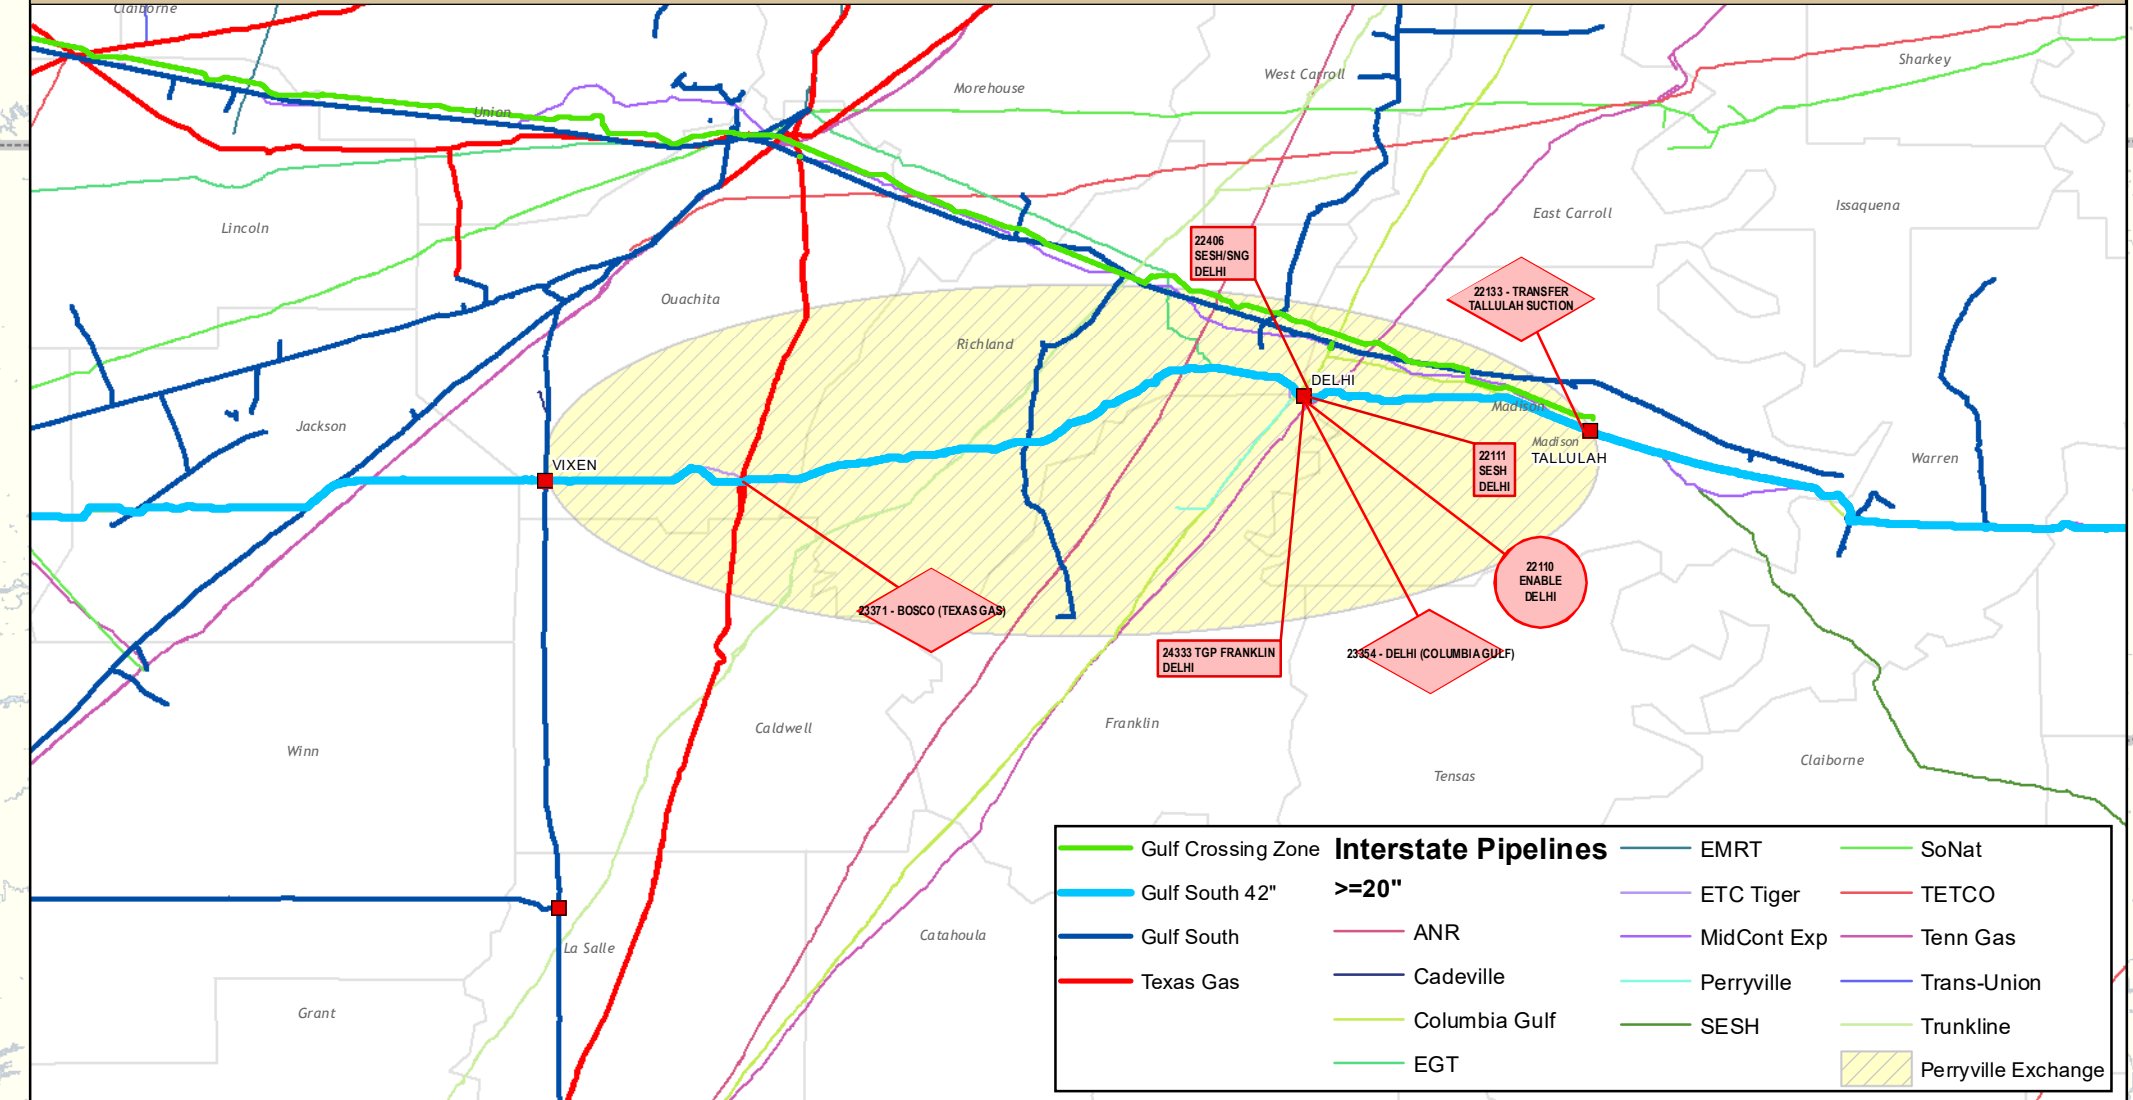 Claiborne
Union
Morehouse
West Carroll
Sharkey
Lincoln
East Carroll
Issaquena
22406
SESH/SNG
DELHI
22133 - TRANSFER
TALLULAH SUCTION
Ouachita
Richland
DELHI
Madison
Jackson
Madison
TALLULAH
Warren
VIXEN
22111
SESH
DELHI
22110
ENABLE
DELHI
23371 - BOSCO (TEXAS GAS)
24333 TGP FRANKLIN
DELHI
23354 - DELHI (COLUMBIA GULF)
Caldwell
Franklin
Winn
Tensas
Claiborne
La Salle
Catahoula
Grant
Gulf Crossing Zone
Gulf South 42"
Gulf South
Texas Gas
Interstate Pipelines
>=20"
ANR
Cadeville
Columbia Gulf
EGT
EMRT
ETC Tiger
MidCont Exp
Perryville
SESH
SoNat
TETCO
Tenn Gas
Trans-Union
Trunkline
Perryville Exchange